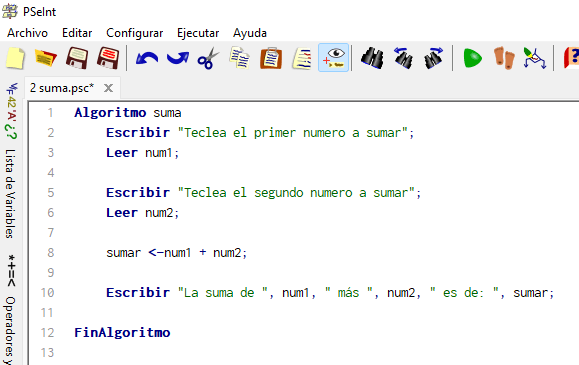 PSeInt
Archivo Editar Configurar Ejecutar Ayuda
2 suma.psc*
1 Algoritmo suma
2 Escribir "Teclea el primer numero a sumar";
3 Leer num1;
4
5 Escribir "Teclea el segundo numero a sumar";
6 Leer num2;
7
8 sumar <-num1 + num2;
9
10 Escribir "La suma de ", num1, " más ", num2, " es de: ", sumar;
11
12 FinAlgoritmo
13
42 'A' ¿? Lista de Variables
*+=< Operadores y